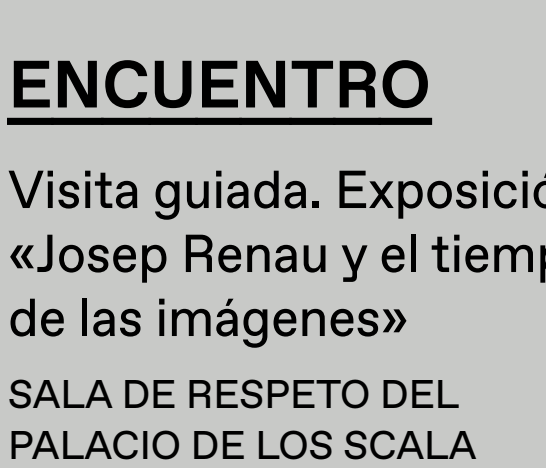 ENCUENTRO
Visita guiada. Exposició
«Josep Renau y el tiemp
de las imágenes»
SALA DE RESPETO DEL
PALACIO DE LOS SCALA